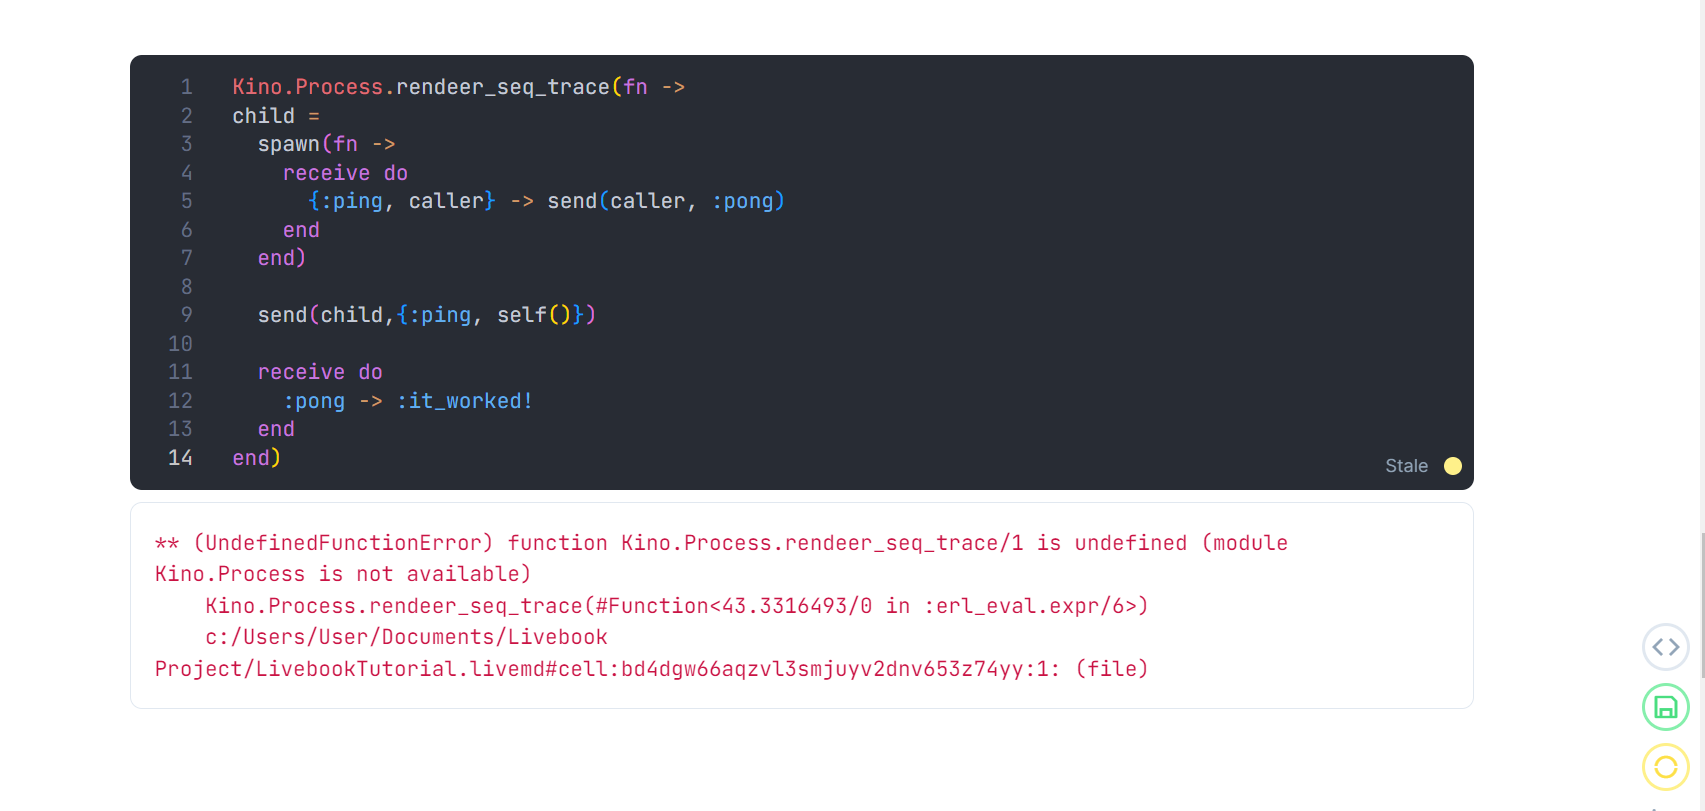 1 Kino.Process.rendeer_seq_trace(fn ->
2 child =
3   spawn(fn ->
4     receive do
5       {:ping, caller} -> send(caller, :pong)
6     end
7   end)
8
9   send(child,{:ping, self()})
10
11   receive do
12     :pong -> :it_worked!
13   end
14 end)
Stale
** (UndefinedFunctionError) function Kino.Process.rendeer_seq_trace/1 is undefined (module
Kino.Process is not available)
    Kino.Process.rendeer_seq_trace(#Function<43.3316493/0 in :erl_eval.expr/6>)
    c:/Users/User/Documents/Livebook
Project/LivebookTutorial.livemd#cell:bd4dgw66aqzvl3smjuyv2dnv653z74yy:1: (file)